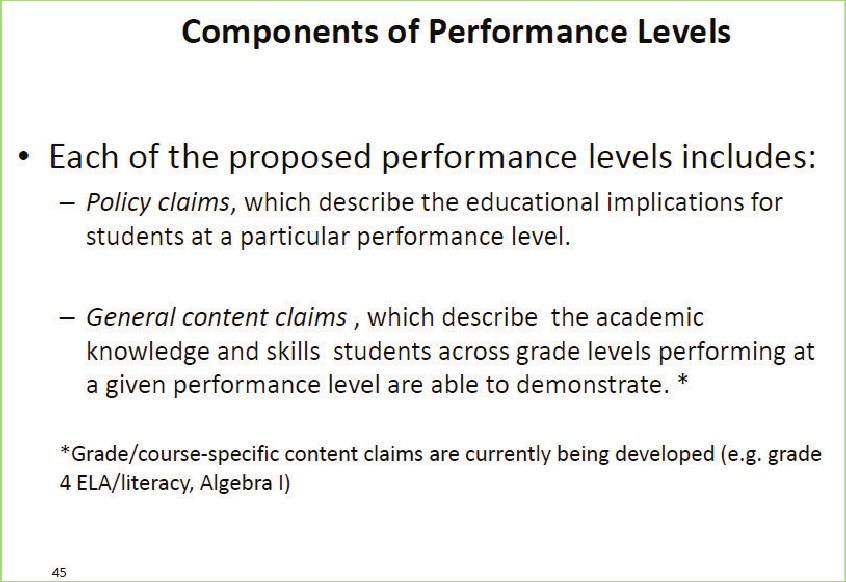 Components of Performance Levels
• Each of the proposed performance levels includes:
– Policy claims, which describe the educational implications for
students at a particular performance level.
– General content claims , which describe the academic
knowledge and skills students across grade levels performing at
a given performance level are able to demonstrate. *
*Grade/course-specific content claims are currently being developed (e.g. grade
4 ELA/literacy, Algebra I)
45